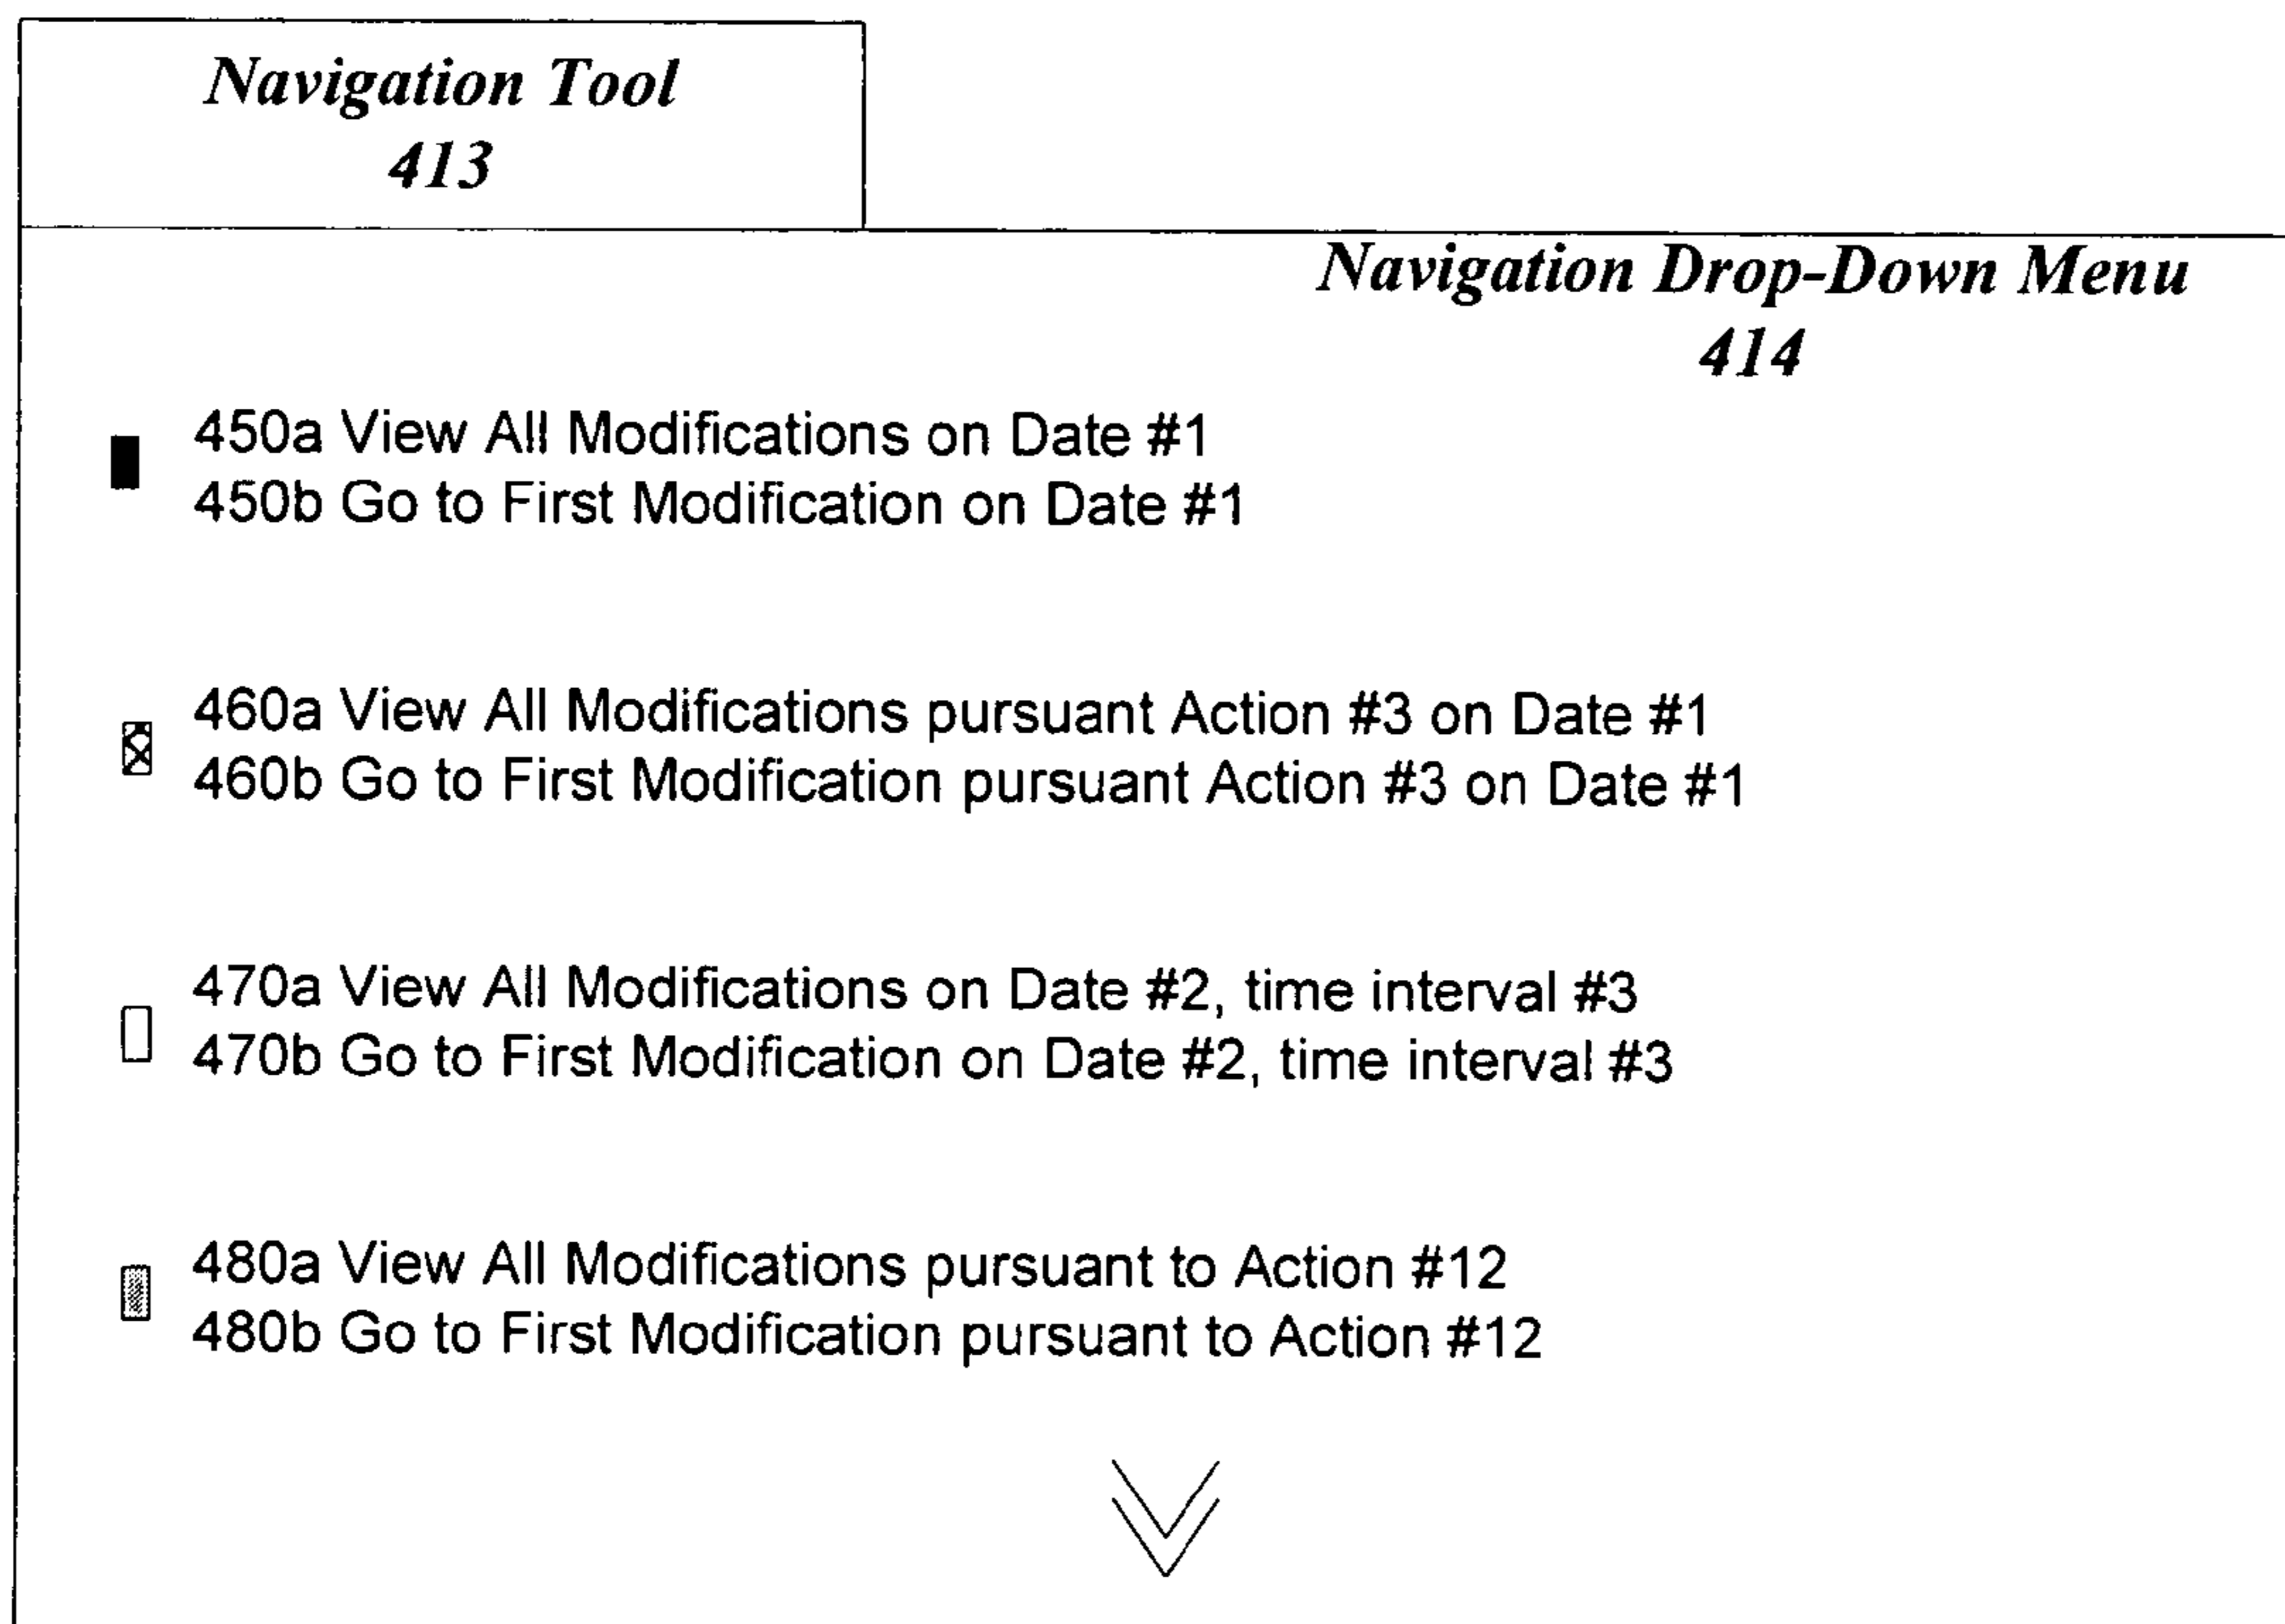 Navigation Tool
413
Navigation Drop-Down Menu
414
450a View All Modifications on Date #1
450b Go to First Modification on Date #1
460a View All Modifications pursuant Action #3 on Date #1
460b Go to First Modification pursuant Action #3 on Date #1
470a View All Modifications on Date #2, time interval #3
470b Go to First Modification on Date #2, time interval #3
480a View All Modifications pursuant to Action #12
480b Go to First Modification pursuant to Action #12